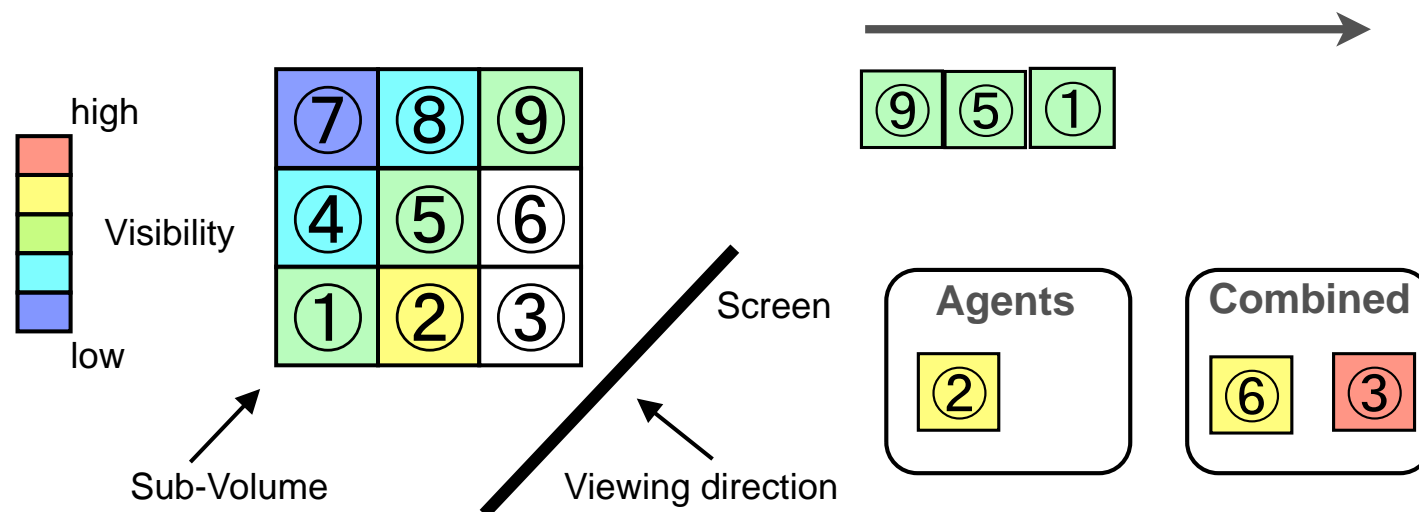 high
Visibility
low
⑦ ⑧ ⑨
④ ⑤ ⑥
① ② ③
Sub-Volume
Screen
Viewing direction
⑨ ⑤ ①
Agents
②
Combined
⑥ ③